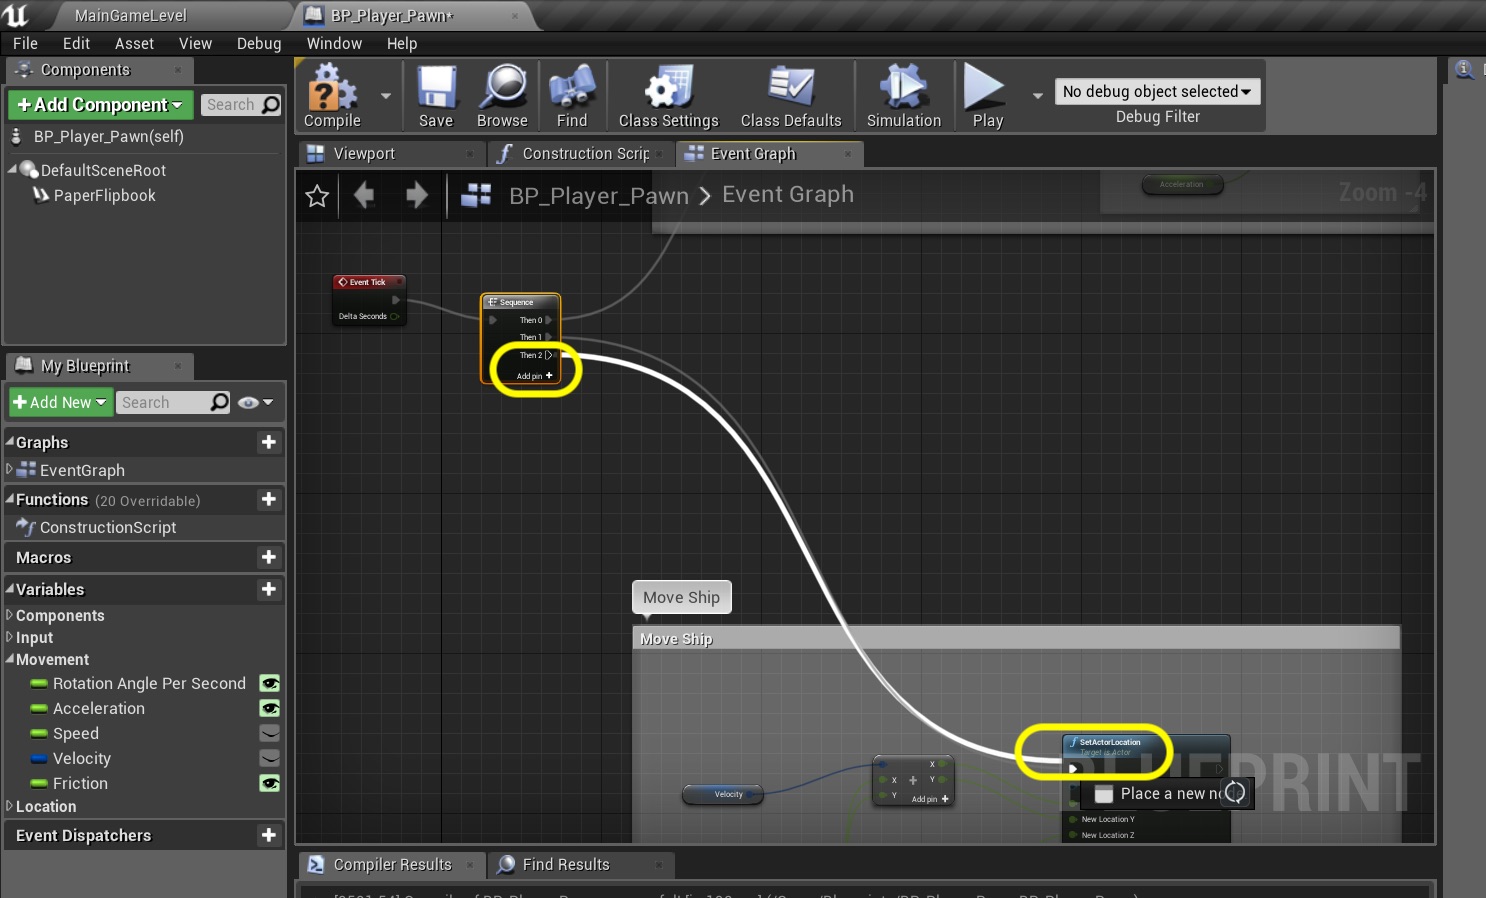 MainGameLevel
BP_Player_Pawn*
File Edit Asset View Debug Window Help
Components
+Add Component
Search
BP_Player_Pawn(self)
DefaultSceneRoot
PaperFlipbook
Compile
Save
Browse
Find
Class Settings
Class Defaults
Simulation
Play
No debug object selected
Debug Filter
Viewport
Construction Scrip
Event Graph
BP_Player_Pawn > Event Graph
Acceleration
Zoom -4
Event Tick
Delta Seconds
Sequence
Then 0
Then 1
Then 2
Add pin +
My Blueprint
+Add New
Search
Graphs
EventGraph
Functions (20 Overridable)
ConstructionScript
Macros
Variables
Components
Input
Movement
Rotation Angle Per Second
Acceleration
Speed
Velocity
Friction
Location
Event Dispatchers
Move Ship
Move Ship
Velocity
X
X
Y
Y
Add pin +
SetActorLocation
Target is Actor
Place a new no
New Location Y
New Location Z
BLUEPRINT
Compiler Results
Find Results